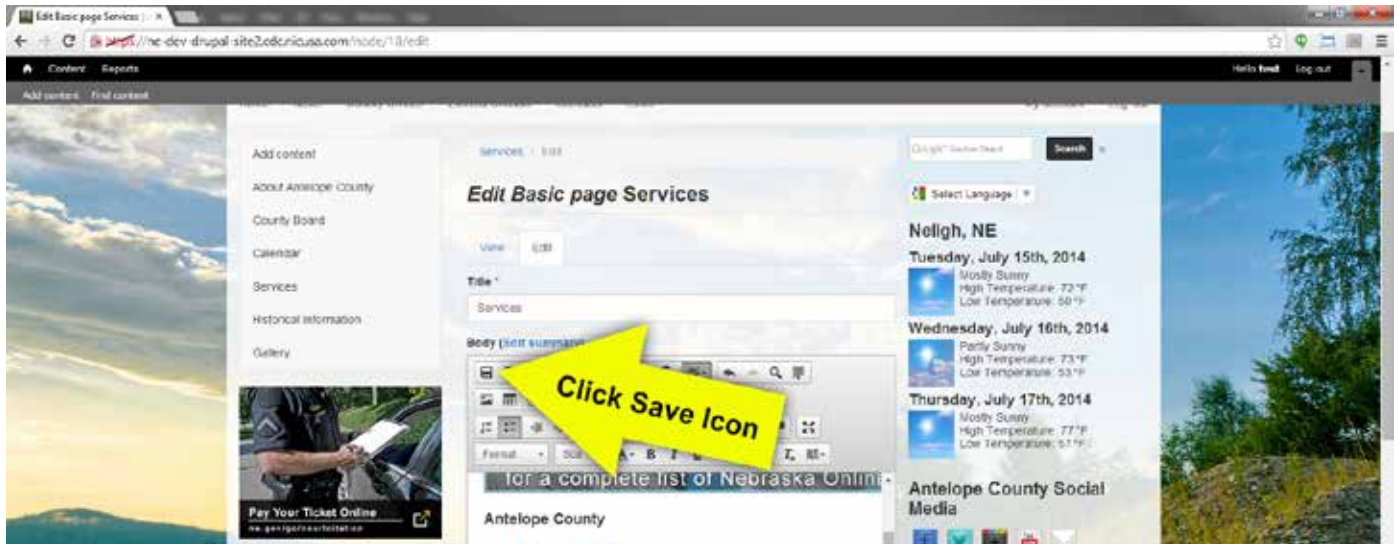 Edit Basic page Services
//ne-dev-drupal-site2.cdc.nicusa.com/node/18/edit
Content Reports
Hello Log out
Add content Find content
Add content
About Antelope County
County Board
Calendar
Services
Historical Information
Gallery
Pay Your Ticket Online
Services / Edit
Edit Basic page Services
View Edit
Title *
Services
Body (Edit summary)
Click Save Icon
Format
for a complete list of Nebraska Online
Antelope County
Search
Select Language
Neligh, NE
Tuesday, July 15th, 2014
Mostly Sunny
High Temperature: 72°F
Low Temperature: 50°F
Wednesday, July 16th, 2014
Partly Sunny
High Temperature: 73°F
Low Temperature: 53°F
Thursday, July 17th, 2014
Mostly Sunny
High Temperature: 77°F
Low Temperature: 57°F
Antelope County Social
Media